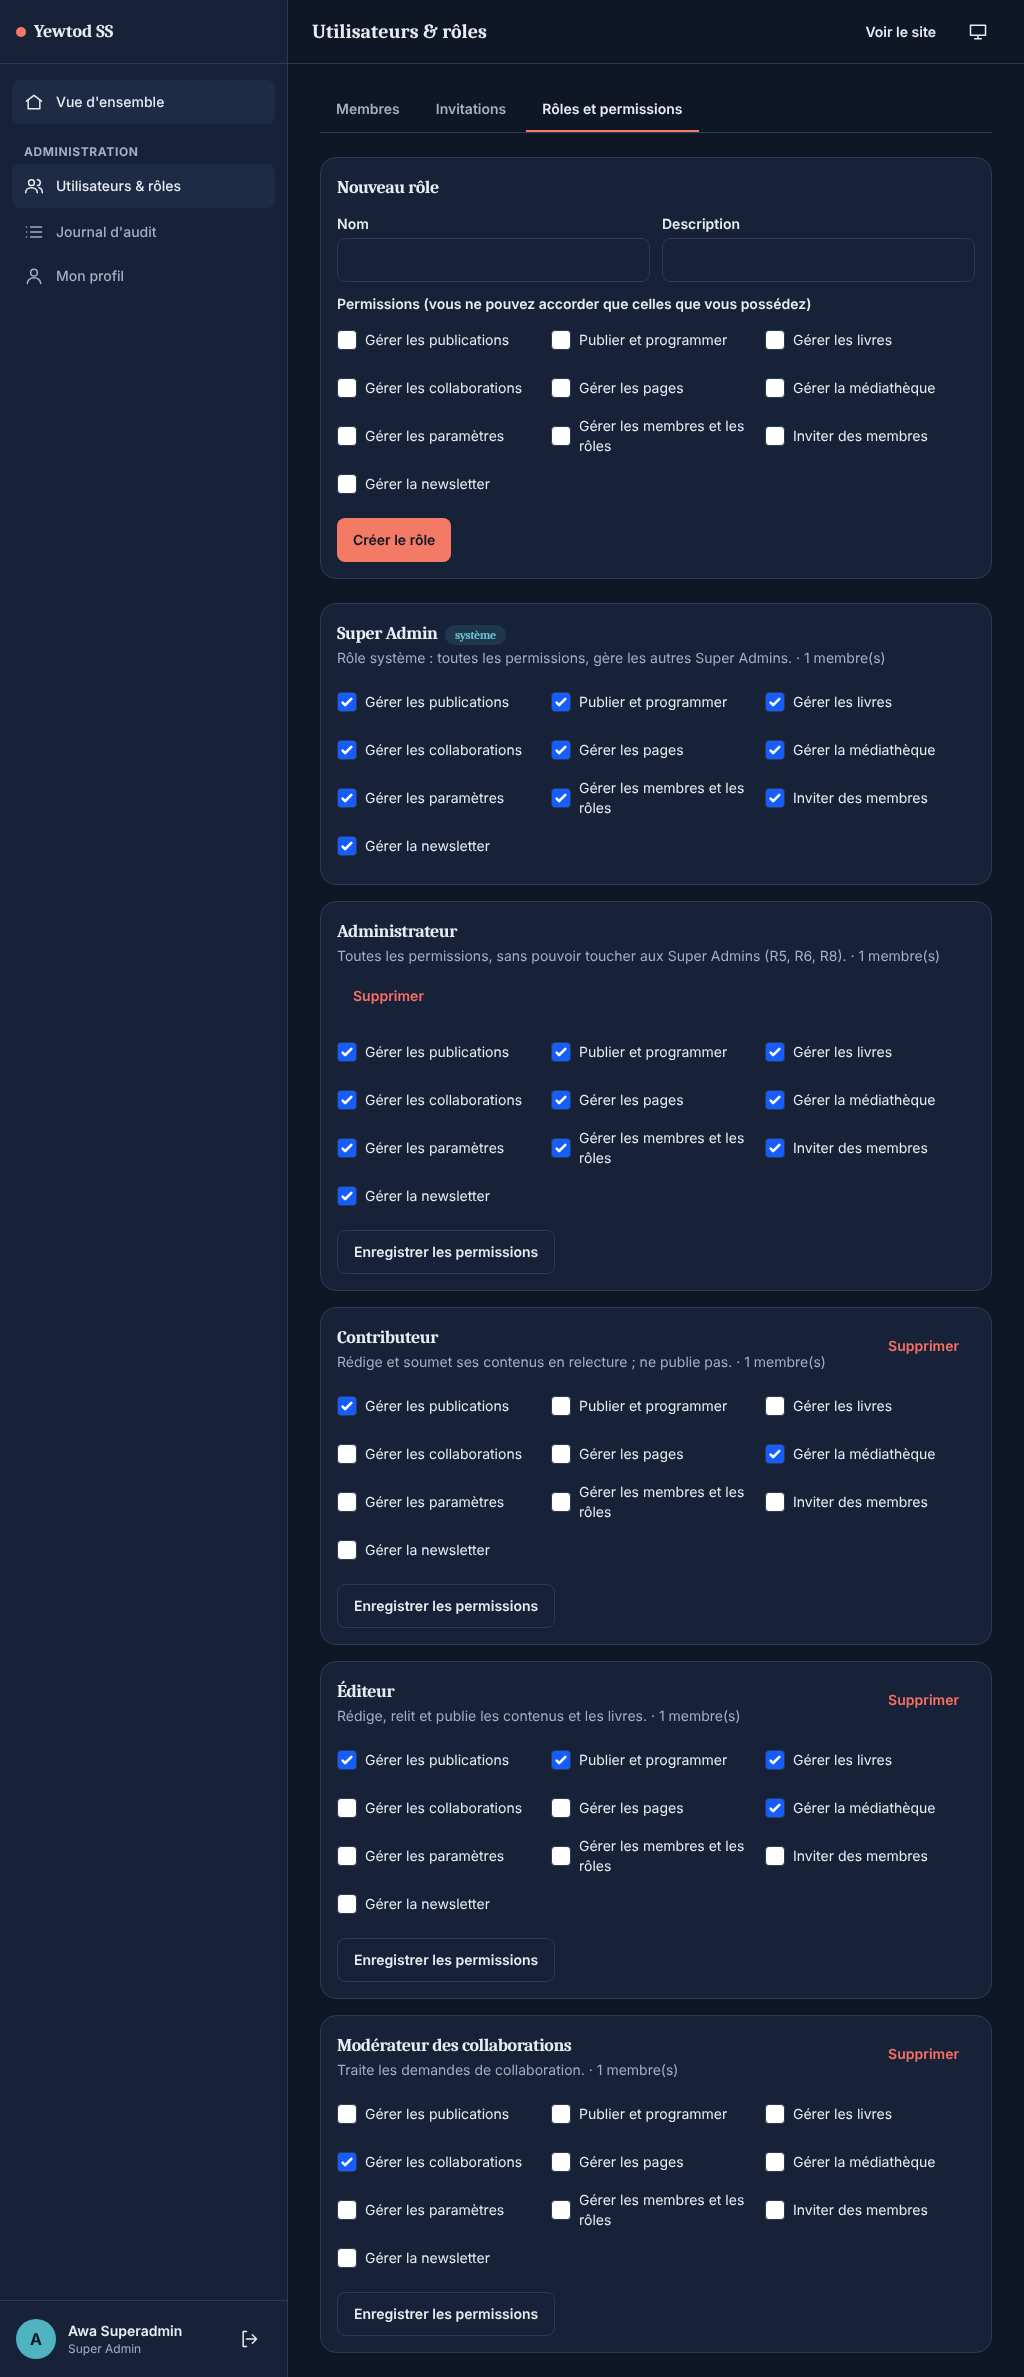 Yewtod SS
Utilisateurs & rôles
Voir le site
Vue d'ensemble
ADMINISTRATION
Utilisateurs & rôles
Journal d'audit
Mon profil
Membres
Invitations
Rôles et permissions
Nouveau rôle
Nom
Description
Permissions (vous ne pouvez accorder que celles que vous possédez)
Gérer les publications
Publier et programmer
Gérer les livres
Gérer les collaborations
Gérer les pages
Gérer la médiathèque
Gérer les paramètres
Gérer les membres et les
rôles
Inviter des membres
Gérer la newsletter
Créer le rôle
Super Admin système
Rôle système : toutes les permissions, gère les autres Super Admins. · 1 membre(s)
Gérer les publications
Publier et programmer
Gérer les livres
Gérer les collaborations
Gérer les pages
Gérer la médiathèque
Gérer les paramètres
Gérer les membres et les
rôles
Inviter des membres
Gérer la newsletter
Administrateur
Toutes les permissions, sans pouvoir toucher aux Super Admins (R5, R6, R8). · 1 membre(s)
Supprimer
Gérer les publications
Publier et programmer
Gérer les livres
Gérer les collaborations
Gérer les pages
Gérer la médiathèque
Gérer les paramètres
Gérer les membres et les
rôles
Inviter des membres
Gérer la newsletter
Enregistrer les permissions
Contributeur
Rédige et soumet ses contenus en relecture ; ne publie pas. · 1 membre(s)
Supprimer
Gérer les publications
Publier et programmer
Gérer les livres
Gérer les collaborations
Gérer les pages
Gérer la médiathèque
Gérer les paramètres
Gérer les membres et les
rôles
Inviter des membres
Gérer la newsletter
Enregistrer les permissions
Éditeur
Rédige, relit et publie les contenus et les livres. · 1 membre(s)
Supprimer
Gérer les publications
Publier et programmer
Gérer les livres
Gérer les collaborations
Gérer les pages
Gérer la médiathèque
Gérer les paramètres
Gérer les membres et les
rôles
Inviter des membres
Gérer la newsletter
Enregistrer les permissions
Modérateur des collaborations
Traite les demandes de collaboration. · 1 membre(s)
Supprimer
Gérer les publications
Publier et programmer
Gérer les livres
Gérer les collaborations
Gérer les pages
Gérer la médiathèque
Gérer les paramètres
Gérer les membres et les
rôles
Inviter des membres
Gérer la newsletter
Enregistrer les permissions
A
Awa Superadmin
Super Admin